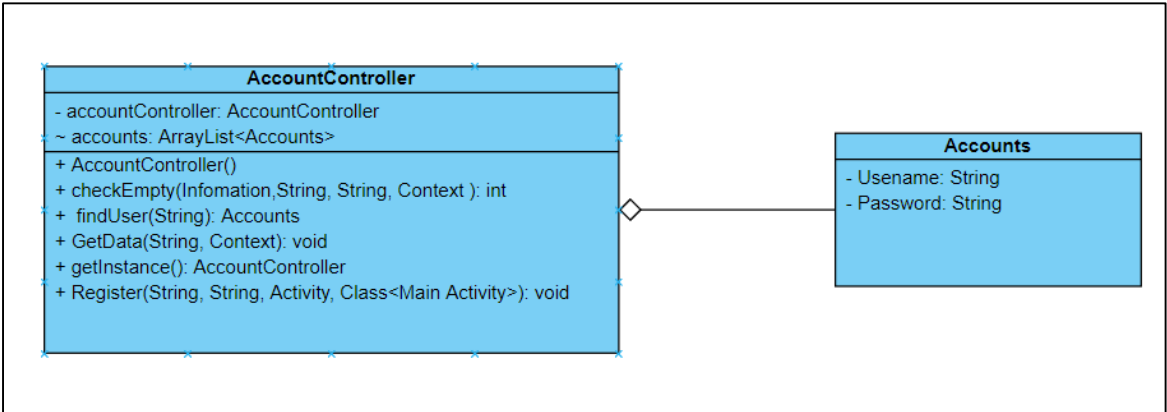 AccountController
- accountController: AccountController
~ accounts: ArrayList<Accounts>
+ AccountController()
+ checkEmpty(Infomation,String, String, Context ): int
+ findUser(String): Accounts
+ GetData(String, Context): void
+ getInstance(): AccountController
+ Register(String, String, Activity, Class<Main Activity>): void
Accounts
- Usename: String
- Password: String